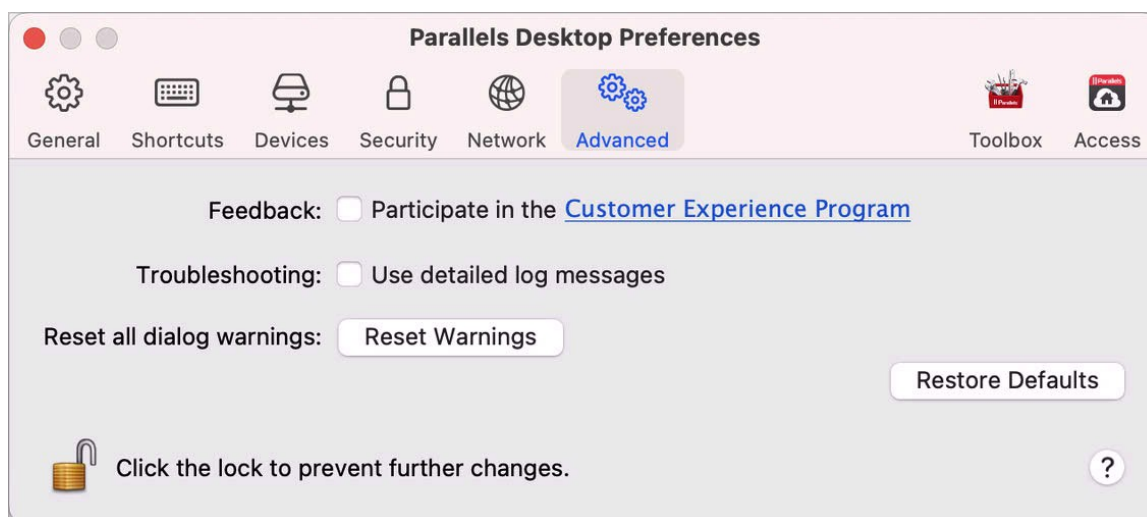 Parallels Desktop Preferences
General Shortcuts Devices Security Network Advanced Toolbox Access
Feedback: Participate in the Customer Experience Program
Troubleshooting: Use detailed log messages
Reset all dialog warnings: Reset Warnings
Restore Defaults
Click the lock to prevent further changes. ?